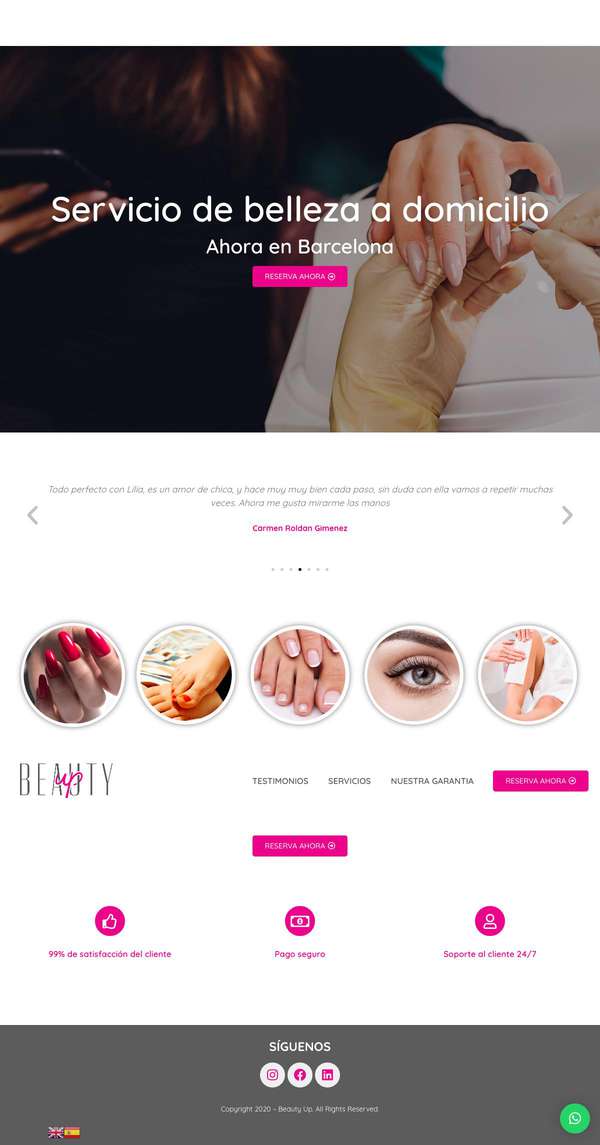 Servicio de belleza a domicilio
Ahora en Barcelona
RESERVA AHORA
Todo perfecto con Lilia, es un amor de chica, y hace muy muy bien cada paso, sin duda con ella vamos a repetir muchas
veces. Ahora me gusta mirarme las manos
Carmen Roldan Gimenez
BEAUTY up
TESTIMONIOS SERVICIOS NUESTRA GARANTIA RESERVA AHORA
RESERVA AHORA
99% de satisfacción del cliente Pago seguro Soporte al cliente 24/7
SÍGUENOS
Copyright 2020 – Beauty Up. All Rights Reserved.